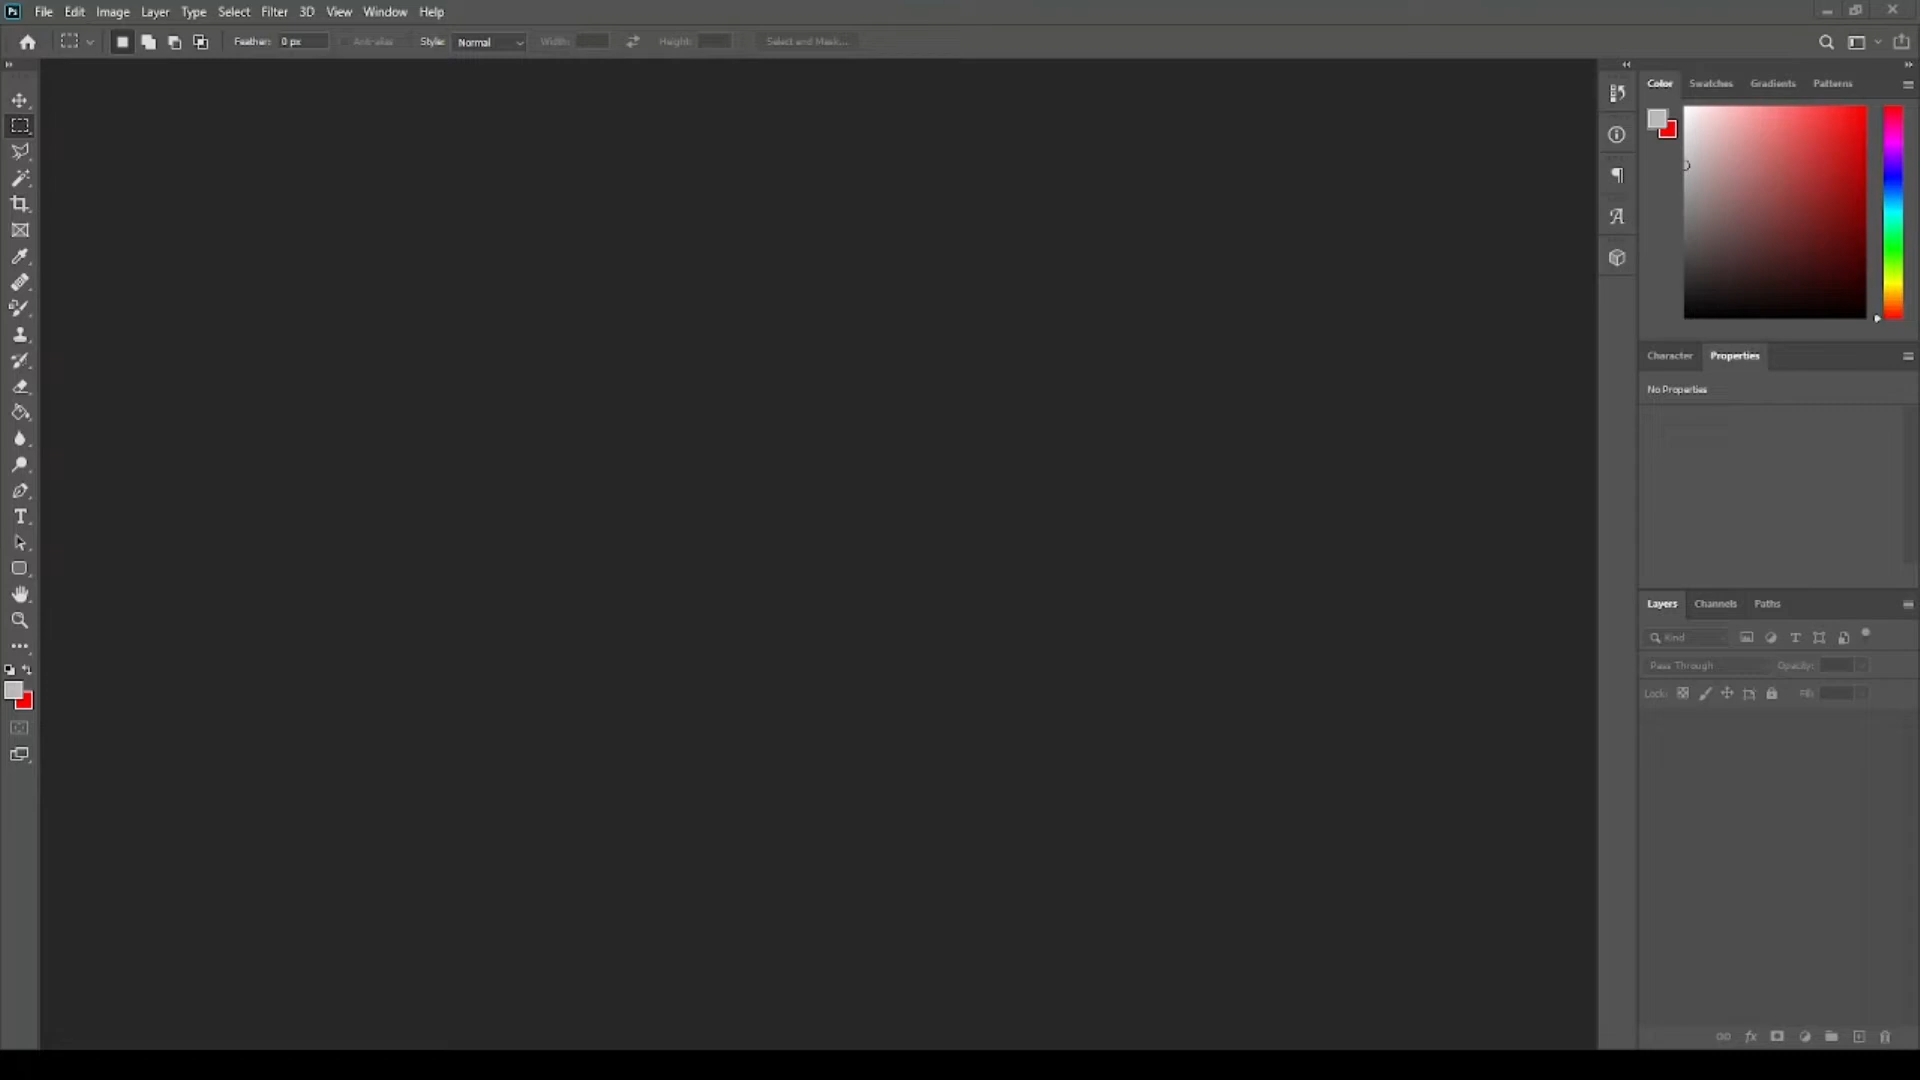 Ps File Edit Image Layer Type Select Filter 3D View Window Help
Feather: 0 px Anti-alias Style: Normal Width: Height: Select and Mask...
Color Swatches Gradients Patterns
Character Properties
No Properties
Layers Channels Paths
Kind
Pass Through Opacity:
Lock: Fill: